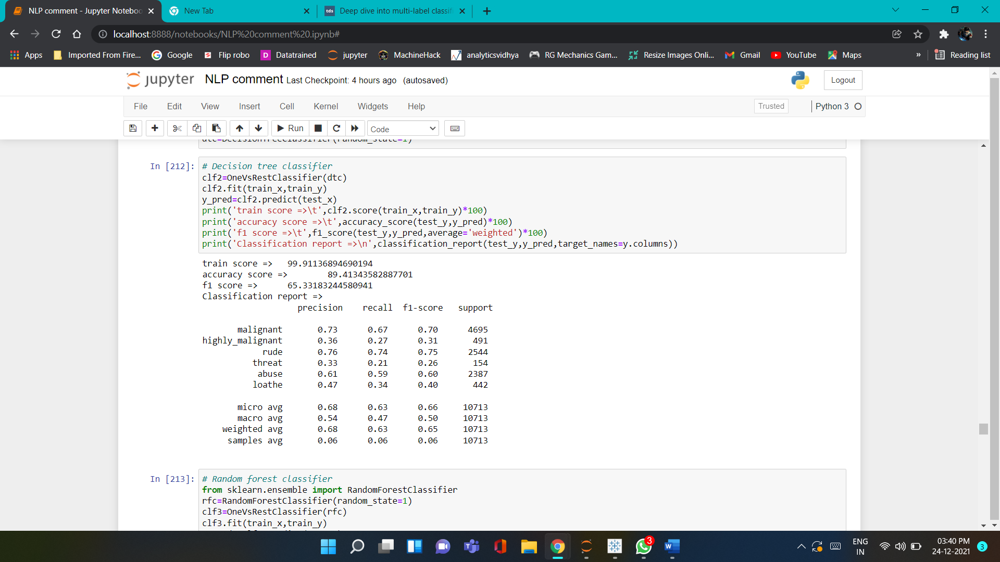 NLP comment - Jupyter Noteboo
New Tab
tds Deep dive into multi-label classif
localhost:8888/notebooks/NLP%20comment%20.ipynb#
Apps Imported From Fire... Google Flip robo Datatrained jupyter MachineHack analyticsvidhya RG Mechanics Gam... Resize Images Onli... Gmail YouTube Maps » Reading list
jupyter NLP comment Last Checkpoint: 4 hours ago (autosaved) Logout
File Edit View Insert Cell Kernel Widgets Help Trusted Python 3
Run Code
dtc=DecisionTreeClassifier(random_state=1)
In [212]: # Decision tree classifier
clf2=OneVsRestClassifier(dtc)
clf2.fit(train_x,train_y)
y_pred=clf2.predict(test_x)
print('train score =>\t',clf2.score(train_x,train_y)*100)
print('accuracy score =>\t',accuracy_score(test_y,y_pred)*100)
print('f1 score =>\t',f1_score(test_y,y_pred,average='weighted')*100)
print('Classification report =>\n',classification_report(test_y,y_pred,target_names=y.columns))
train score => 99.91136894690194
accuracy score => 89.41343582887701
f1 score => 65.33183244580941
Classification report =>
precision recall f1-score support
malignant 0.73 0.67 0.70 4695
highly_malignant 0.36 0.27 0.31 491
rude 0.76 0.74 0.75 2544
threat 0.33 0.21 0.26 154
abuse 0.61 0.59 0.60 2387
loathe 0.47 0.34 0.40 442
micro avg 0.68 0.63 0.66 10713
macro avg 0.54 0.47 0.50 10713
weighted avg 0.68 0.63 0.65 10713
samples avg 0.06 0.06 0.06 10713
In [213]: # Random forest classifier
from sklearn.ensemble import RandomForestClassifier
rfc=RandomForestClassifier(random_state=1)
clf3=OneVsRestClassifier(rfc)
clf3.fit(train_x,train_y)
3
ENG
IN
03:40 PM
24-12-2021
3